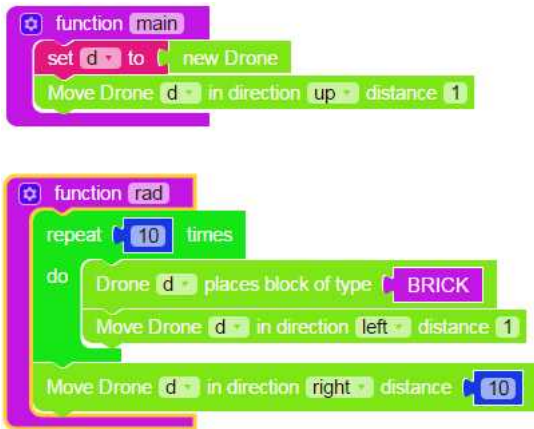 function main
set d to new Drone
Move Drone d in direction up distance 1
function rad
repeat 10 times
do
Drone d places block of type BRICK
Move Drone d in direction left distance 1
Move Drone d in direction right distance 10